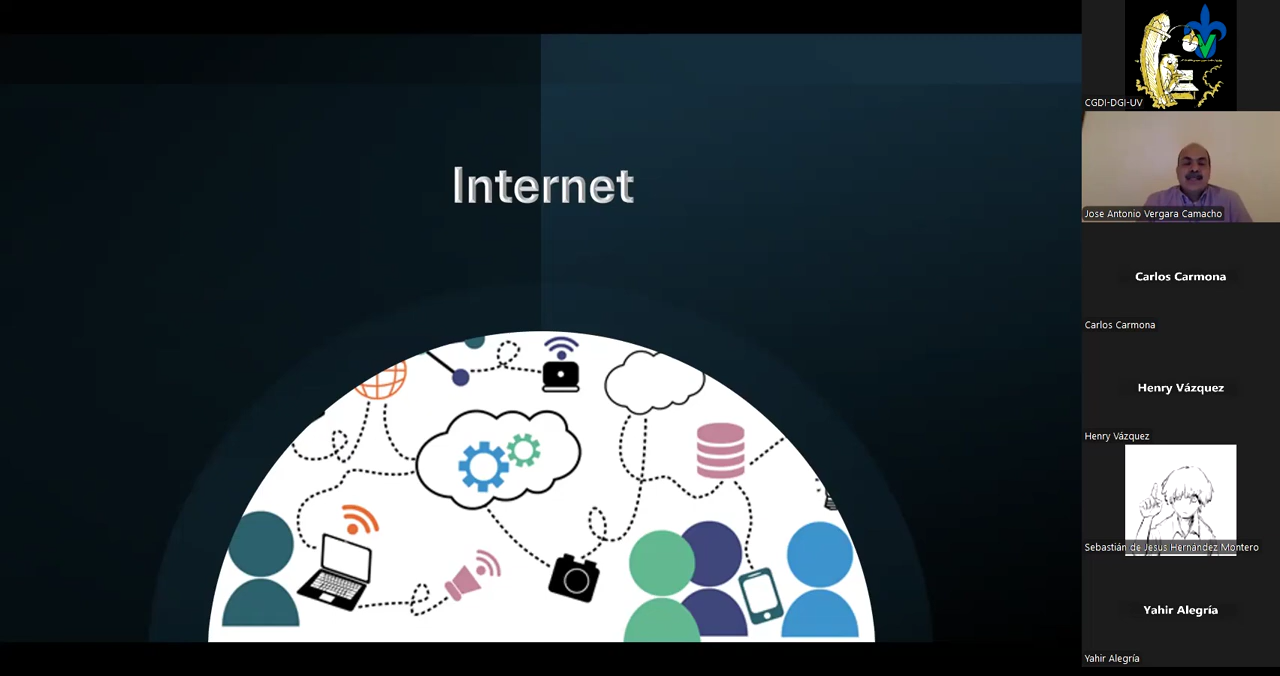 Internet
CGDI-DGI-UV
Jose Antonio Vergara Camacho
Carlos Carmona
Carlos Carmona
Henry Vázquez
Henry Vázquez
Sebastián de Jesus Hernández Montero
Yahir Alegría
Yahir Alegría